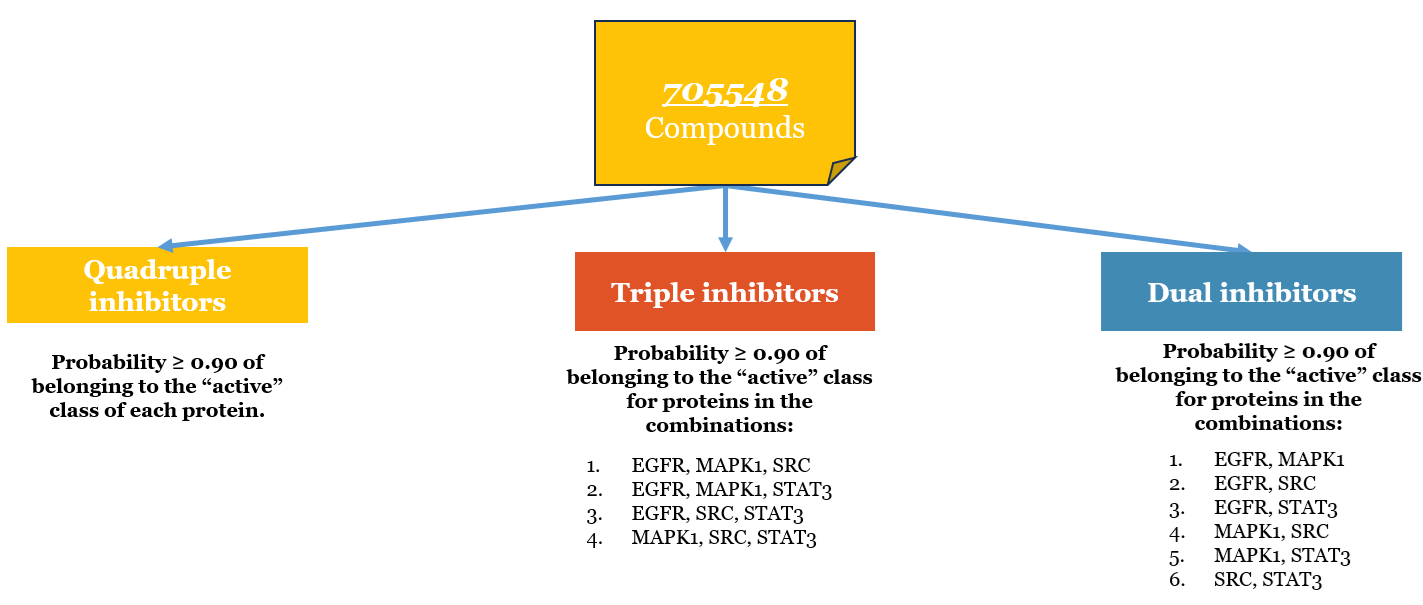 705548
Compounds
Quadruple
inhibitors
Probability ≥ 0.90 of
belonging to the “active”
class of each protein.
Triple inhibitors
Probability ≥ 0.90 of
belonging to the “active” class
for proteins in the
combinations:
1. EGFR, MAPK1, SRC
2. EGFR, MAPK1, STAT3
3. EGFR, SRC, STAT3
4. MAPK1, SRC, STAT3
Dual inhibitors
Probability ≥ 0.90 of
belonging to the “active” class
for proteins in the
combinations:
1. EGFR, MAPK1
2. EGFR, SRC
3. EGFR, STAT3
4. MAPK1, SRC
5. MAPK1, STAT3
6. SRC, STAT3